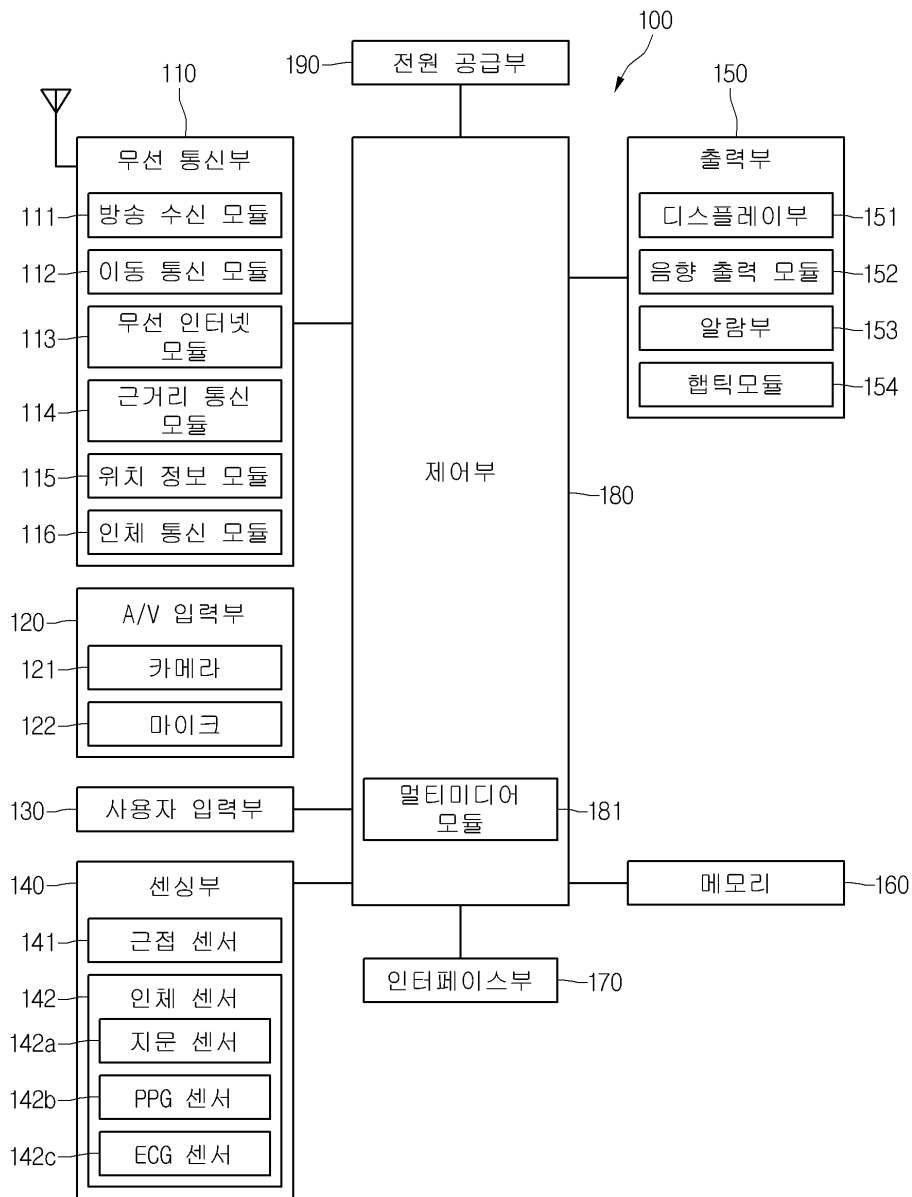 100
190
전원 공급부
110
150
무선 통신부
출력부
111
방송 수신 모듈
디스플레이부
151
112
이동 통신 모듈
음향 출력 모듈
152
113
무선 인터넷
모듈
알람부
153
114
근거리 통신
모듈
햅틱모듈
154
115
위치 정보 모듈
제어부
180
116
인체 통신 모듈
120
A/V 입력부
121
카메라
122
마이크
130
사용자 입력부
멀티미디어
모듈
181
140
센싱부
메모리
160
141
근접 센서
인터페이스부
170
142
인체 센서
142a
지문 센서
142b
PPG 센서
142c
ECG 센서